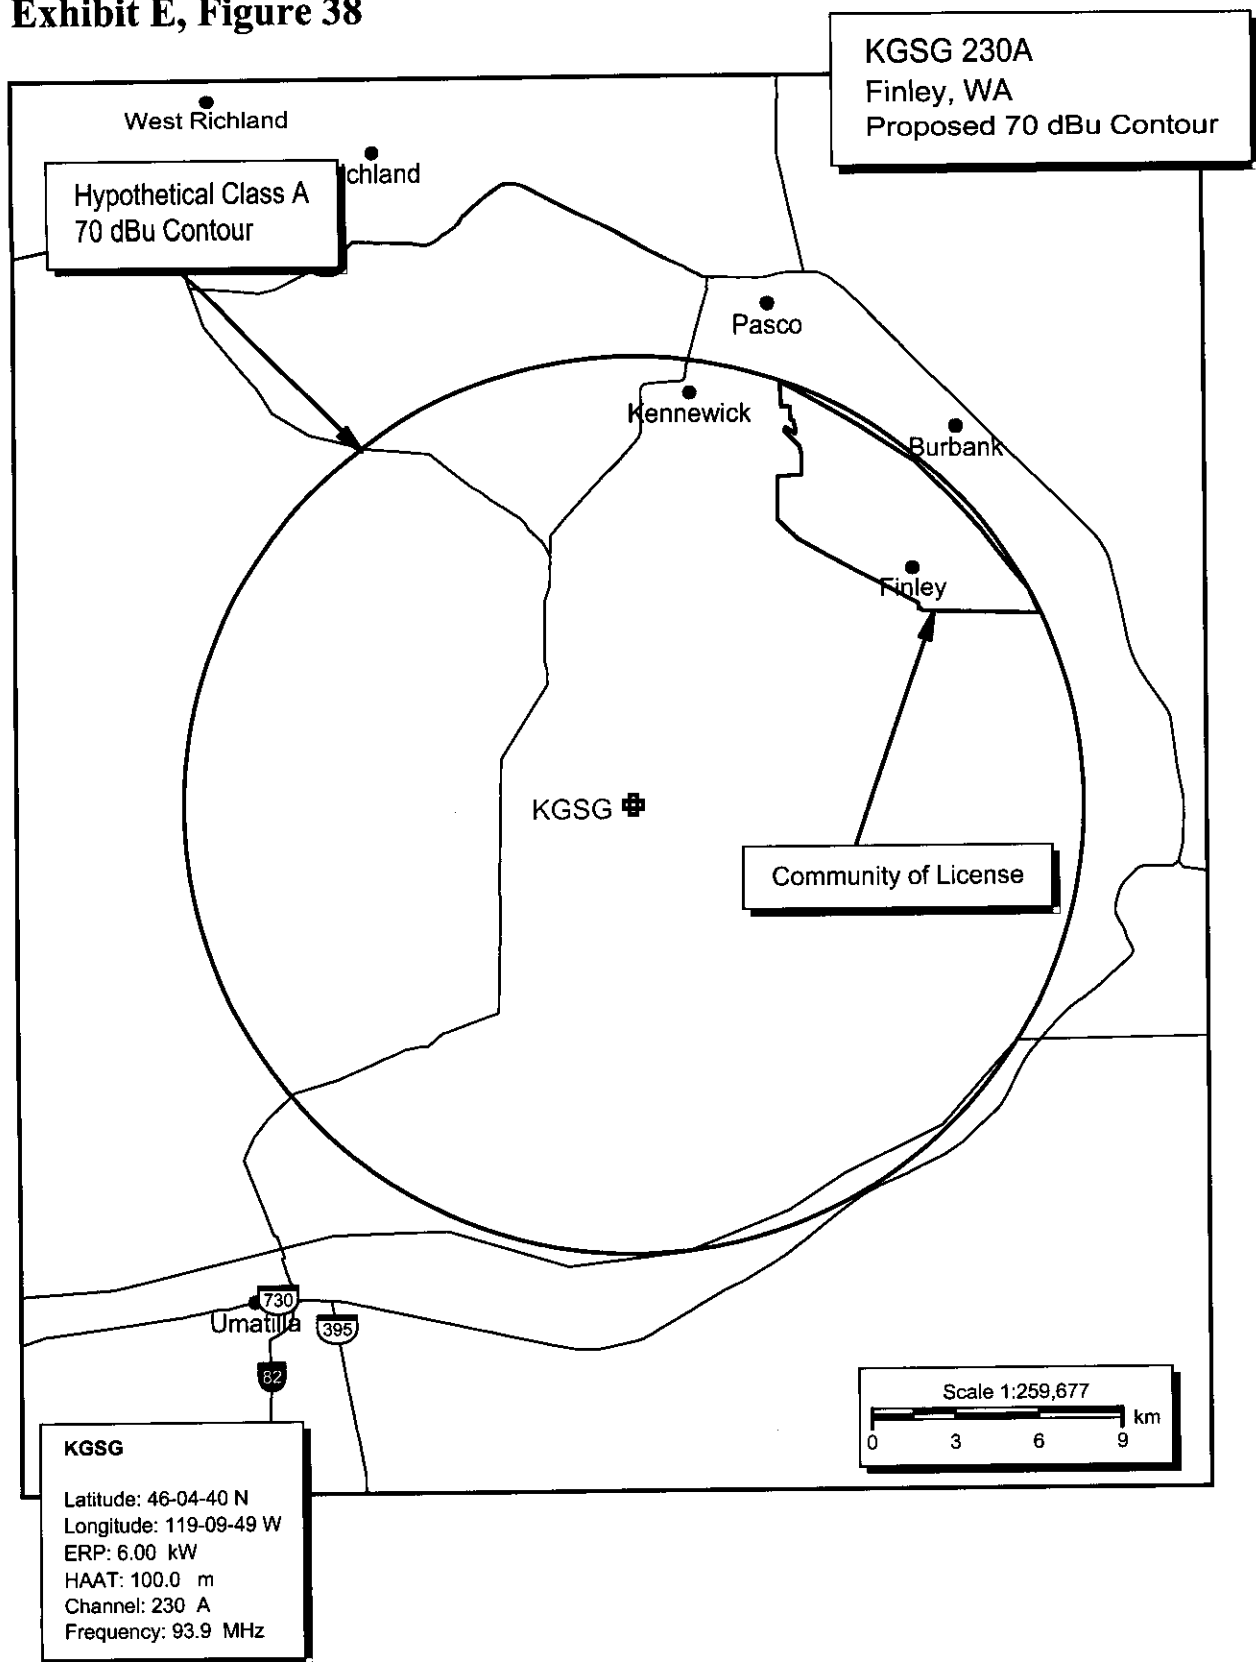 Exhibit E, Figure 38
KGSG 230A
Finley, WA
Proposed 70 dBu Contour
West Richland
chland
Hypothetical Class A
70 dBu Contour
Pasco
Kennewick
Burbank
Finley
KGSG
Community of License
730
Umatilla
395
82
Scale 1:259,677
km
0 3 6 9
KGSG
Latitude: 46-04-40 N
Longitude: 119-09-49 W
ERP: 6.00 kW
HAAT: 100.0 m
Channel: 230 A
Frequency: 93.9 MHz